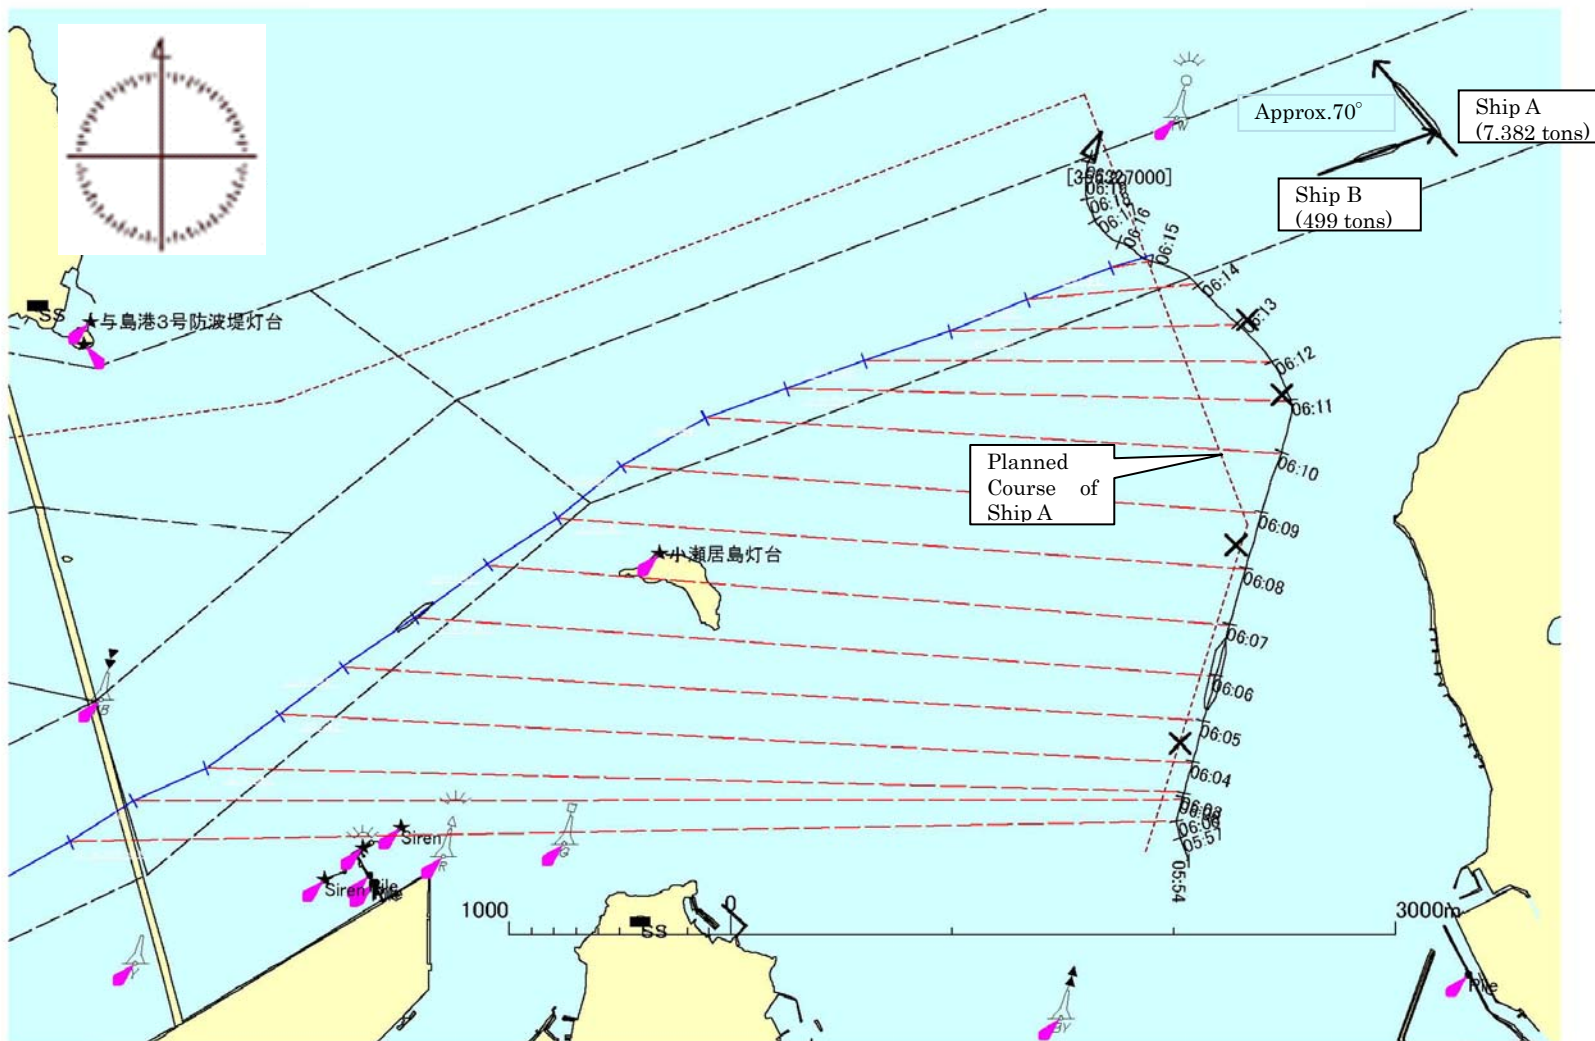 Approx.70°
Ship A
(7.382 tons)
Ship B
(499 tons)
06:16
06:15
06:14
06:13
06:12
06:11
06:10
06:09
06:08
06:07
06:06
06:05
06:04
05:51
05:54
SS
与島港3号防波堤灯台
Planned
Course of
Ship A
小瀬居島灯台
B
Siren
R
G
Siren
Y
1000
0
3000m
SS
BY
Pile